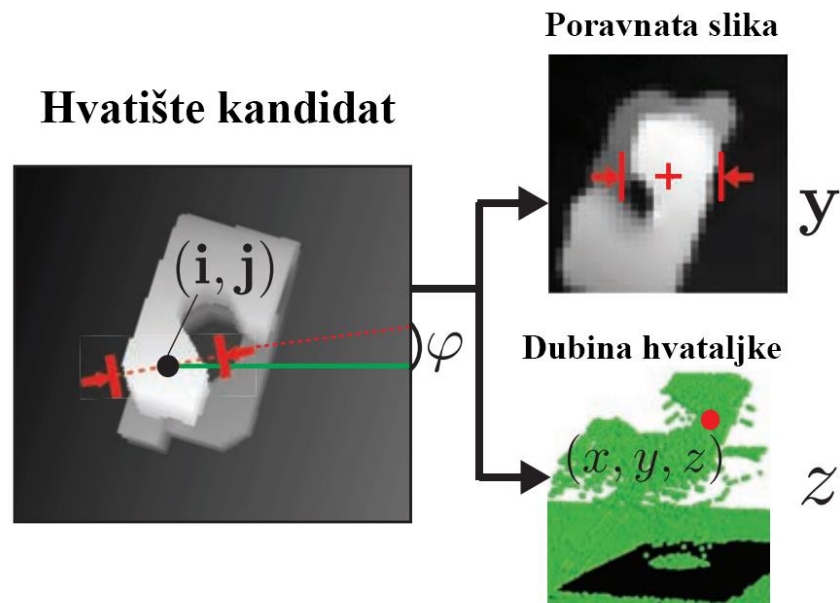 Hvatište kandidat
(i, j)
φ
Poravnata slika
y
Dubina hvataljke
(x, y, z)
z